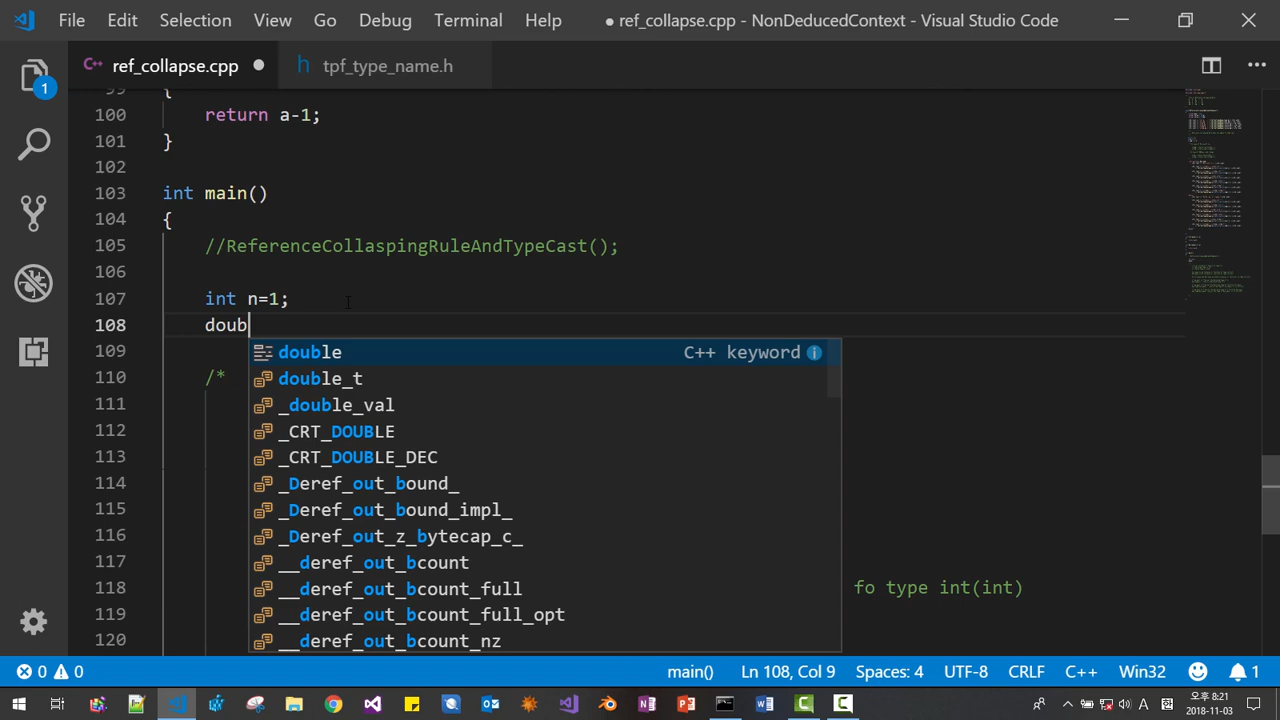 File Edit Selection View Go Debug Terminal Help ● ref_collapse.cpp - NonDeducedContext - Visual Studio Code
ref_collapse.cpp ● tpf_type_name.h
1
99 {
100 return a-1;
101 }
102
103 int main()
104 {
105 //ReferenceCollaspingRuleAndTypeCast();
106
107 int n=1;
108 doub
109 double C++ keyword
110 /* double_t
111 _double_val
112 _CRT_DOUBLE
113 _CRT_DOUBLE_DEC
114 _Deref_out_bound_
115 _Deref_out_bound_impl_
116 _Deref_out_z_bytecap_c_
117 __deref_out_bcount
118 __deref_out_bcount_full fo type int(int)
119 __deref_out_bcount_full_opt
120 __deref_out_bcount_nz
0 0 main() Ln 108, Col 9 Spaces: 4 UTF-8 CRLF C++ Win32 1
오후 8:21
2018-11-03